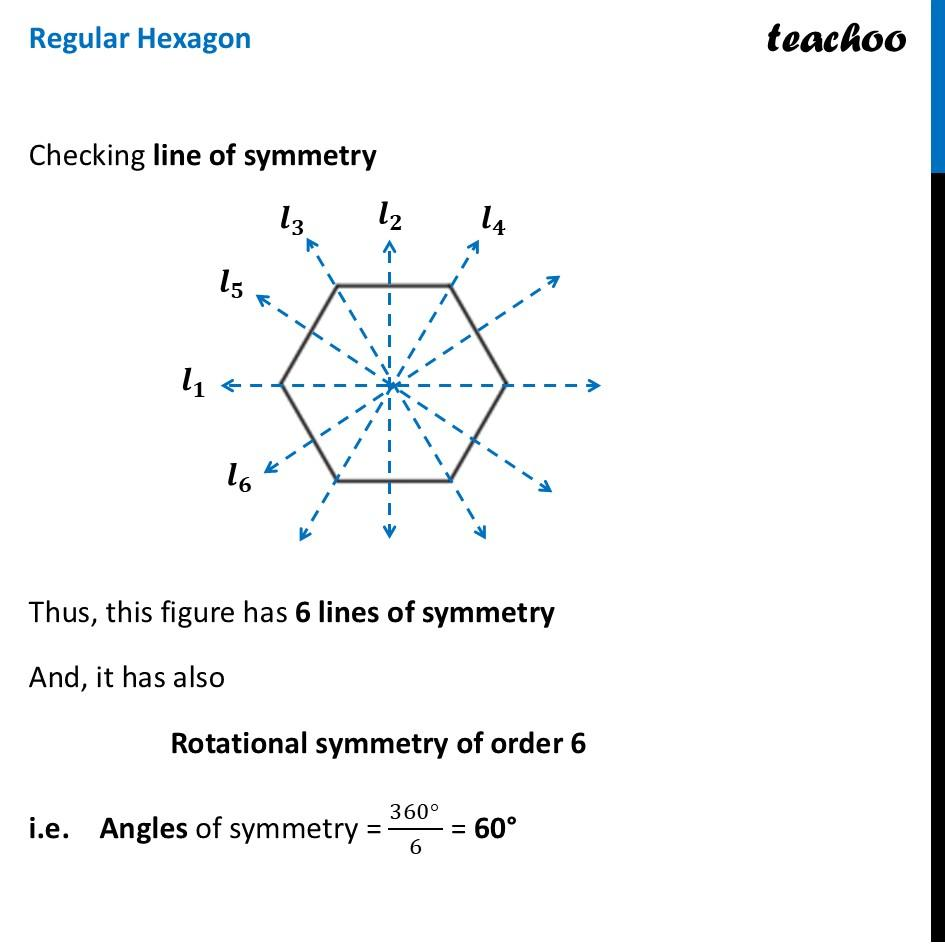 Regular Hexagon
teachoo
Checking line of symmetry
l₃ l₂ l₄
l₅
l₁
l₆
Thus, this figure has 6 lines of symmetry
And, it has also
Rotational symmetry of order 6
i.e. Angles of symmetry = 360°/6 = 60°